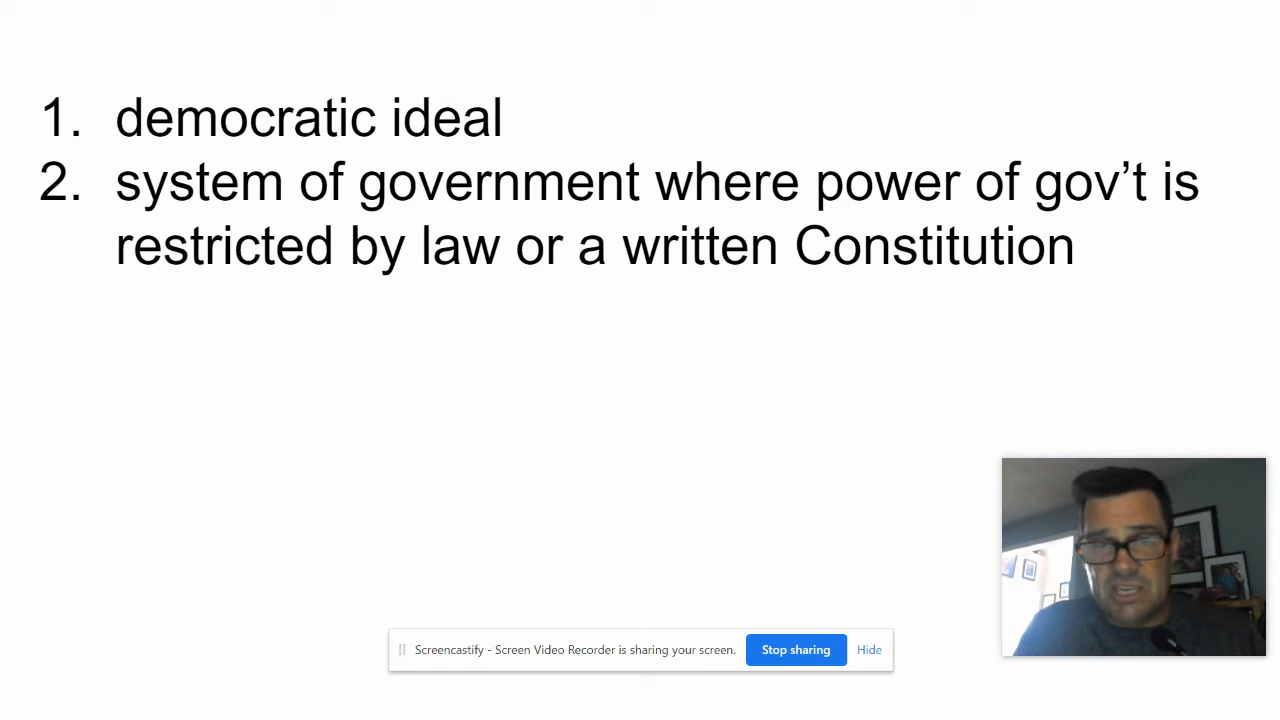 1. democratic ideal
2. system of government where power of gov’t is
restricted by law or a written Constitution
Screencastify - Screen Video Recorder is sharing your screen. Stop sharing Hide